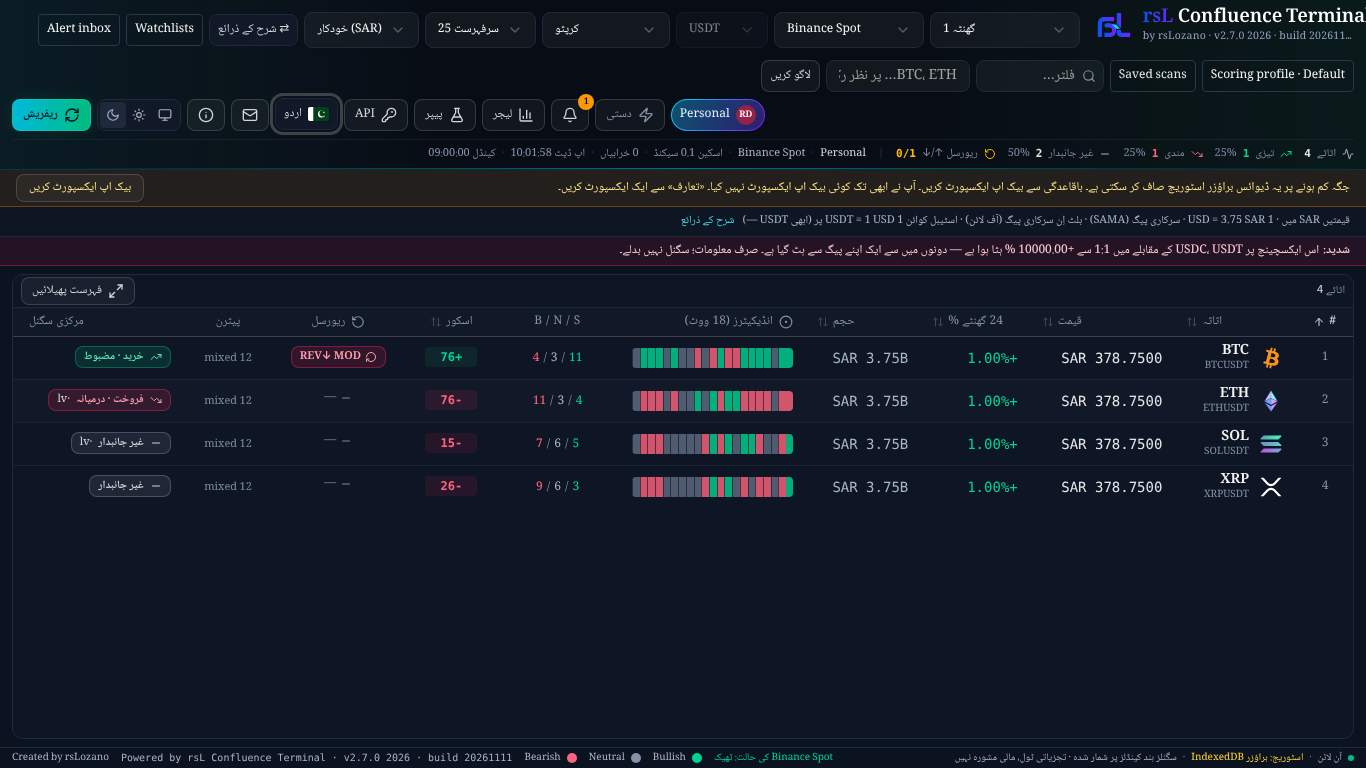 rsL Confluence Termina
by rsLozano · v2.7.0 2026 · build 202611…
1 گھنٹہ
Binance Spot
USDT
کرپٹو
سرفہرست 25
(SAR) خودکار
⇄ شرح کے ذرائع
Watchlists
Alert inbox
Scoring profile · Default
Saved scans
فلٹر…
BTC, ETH… پر نظر رکھ
لاگو کریں
RD Personal
دستی
1
لیجر
پیپر
API
اردو
ریفریش
اثاثے 4
تیزی 1 25%
مندی 1 25%
غیر جانبدار 2 50%
ریورسل ↑/↓ 0/1
Personal · Binance Spot · اسکین 0٫1 سیکنڈ · 0 خرابیاں · اپ ڈیٹ 10:01:58 · کینڈل 09:00:00
جگہ کم ہونے پر یہ ڈیوائس براؤزر اسٹوریج صاف کر سکتی ہے۔ باقاعدگی سے بیک اپ ایکسپورٹ کریں۔ آپ نے ابھی تک کوئی بیک اپ ایکسپورٹ نہیں کیا۔ «تعارف» سے ایک ایکسپورٹ کریں۔
بیک اپ ایکسپورٹ کریں
قیمتیں SAR میں · 1 USD = 3.75 SAR · سرکاری پیگ (SAMA) · بلٹ اِن سرکاری پیگ (آف لائن) · اسٹیبل کوائن 1 USDT = 1 USD پر (ابھی USDT —) شرح کے ذرائع
شدید: اس ایکسچینج پر USDC، USDT کے مقابلے میں 1:1 سے +10000٫00 % ہٹا ہوا ہے — دونوں میں سے ایک اپنے پیگ سے ہٹ گیا ہے۔ صرف معلومات؛ سگنل نہیں بدلے۔
اثاثے 4
فہرست پھیلائیں
# ↑
اثاثہ ↑↓
قیمت ↑↓
24 گھنٹے % ↑↓
حجم ↑↓
انڈیکیٹرز (18 ووٹ)
B / N / S
اسکور ↑↓
ریورسل
پیٹرن
مرکزی سگنل
1 BTC SAR 378.7500 1.00%+ SAR 3.75B 4 / 3 / 11 76+ REV↓ MOD mixed 12 خرید · مضبوط
BTCUSDT
2 ETH SAR 378.7500 1.00%+ SAR 3.75B 11 / 3 / 4 76- — — mixed 12 فروخت · درمیانہ ·lv
ETHUSDT
3 SOL SAR 378.7500 1.00%+ SAR 3.75B 7 / 6 / 5 15- — — mixed 12 — غیر جانبدار ·lv
SOLUSDT
4 XRP SAR 378.7500 1.00%+ SAR 3.75B 9 / 6 / 3 26- — — mixed 12 — غیر جانبدار
XRPUSDT
آن لائن · اسٹوریج: براؤزر IndexedDB · سگنلز بند کینڈلز پر شمار شدہ · تجزیاتی ٹول، مالی مشورہ نہیں
Binance Spot کی حالت: ٹھیک
Bullish
Neutral
Bearish
Powered by rsL Confluence Terminal · v2.7.0 2026 · build 20261111
Created by rsLozano